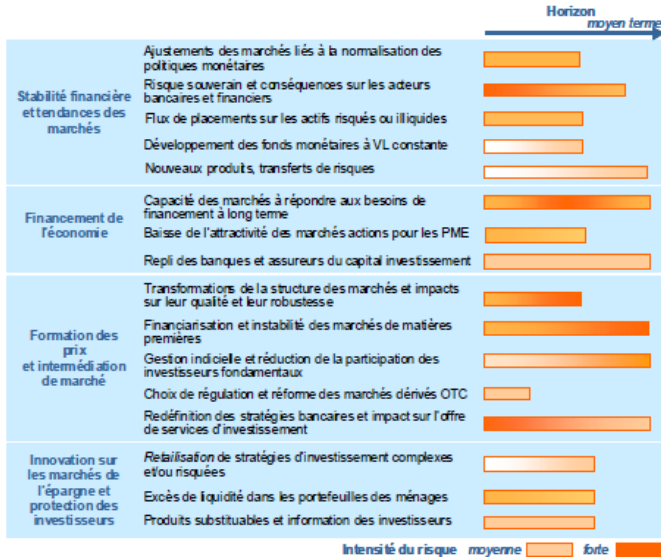 Horizon
moyen terme
Stabilité financière
et tendances des
marchés
Ajustements des marchés liés à la normalisation des
politiques monétaires
Risque souverain et conséquences sur les acteurs
bancaires et financiers
Flux de placements sur les actifs risqués ou illiquides
Développement des fonds monétaires à VL constante
Nouveaux produits, transferts de risques
Financement de
l'économie
Capacité des marchés à répondre aux besoins de
financement à long terme
Baisse de l'attractivité des marchés actions pour les PME
Repli des banques et assureurs du capital investissement
Formation des
prix
et intermédiation
de marché
Transformations de la structure des marchés et impacts
sur leur qualité et leur robustesse
Financiarisation et instabilité des marchés de matières
premières
Gestion indicielle et réduction de la participation des
investisseurs fondamentaux
Choix de régulation et réforme des marchés dérivés OTC
Redéfinition des stratégies bancaires et impact sur l'offre
de services d'investissement
Innovation sur
les marchés de
l'épargne et
protection des
investisseurs
Retailisation de stratégies d'investissement complexes
et/ou risquées
Excès de liquidité dans les portefeuilles des ménages
Produits substituables et information des investisseurs
Intensité du risque moyenne forte